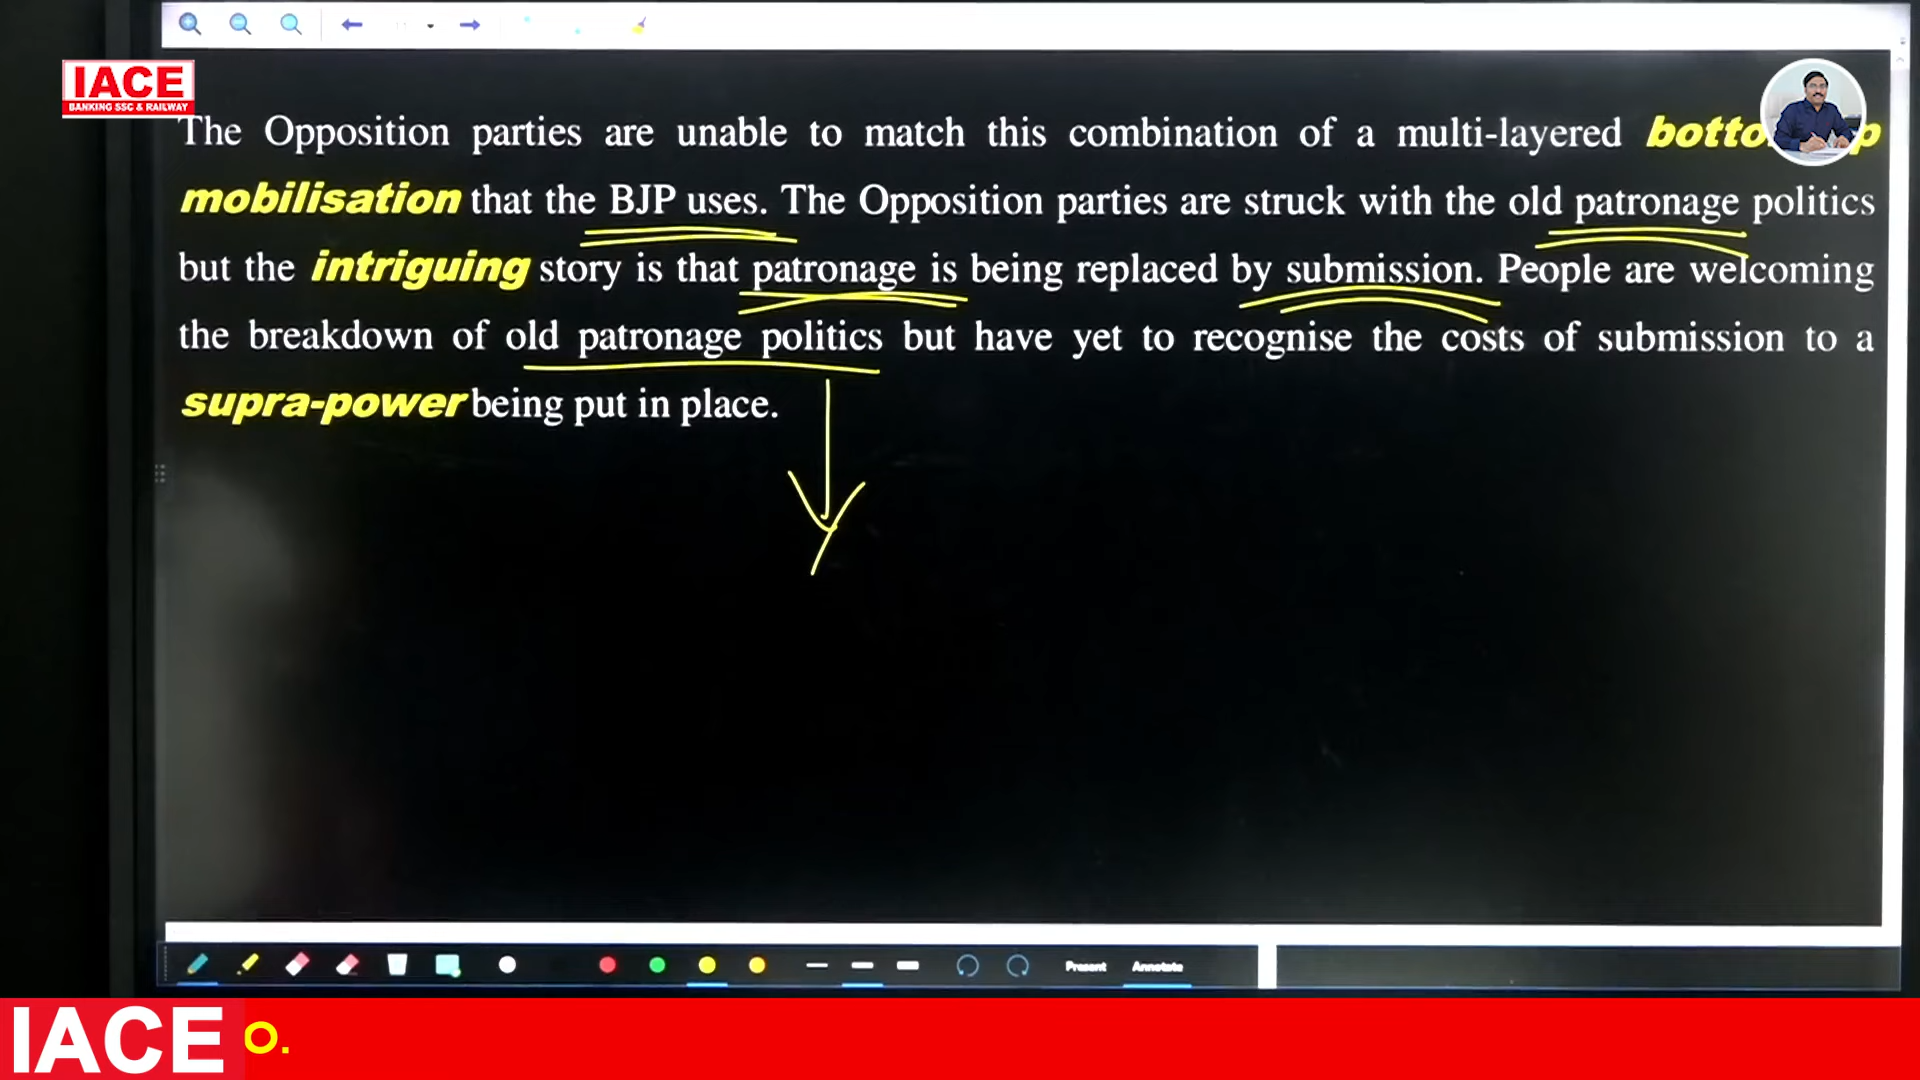 IACE
BANKING SSC & RAILWAY
The Opposition parties are unable to match this combination of a multi-layered
mobilisation that the BJP uses. The Opposition parties are struck with the old patronage politics
but the intriguing story is that patronage is being replaced by submission. People are welcoming
the breakdown of old patronage politics but have yet to recognise the costs of submission to a
supra-power being put in place.
Present Annotate
IACE